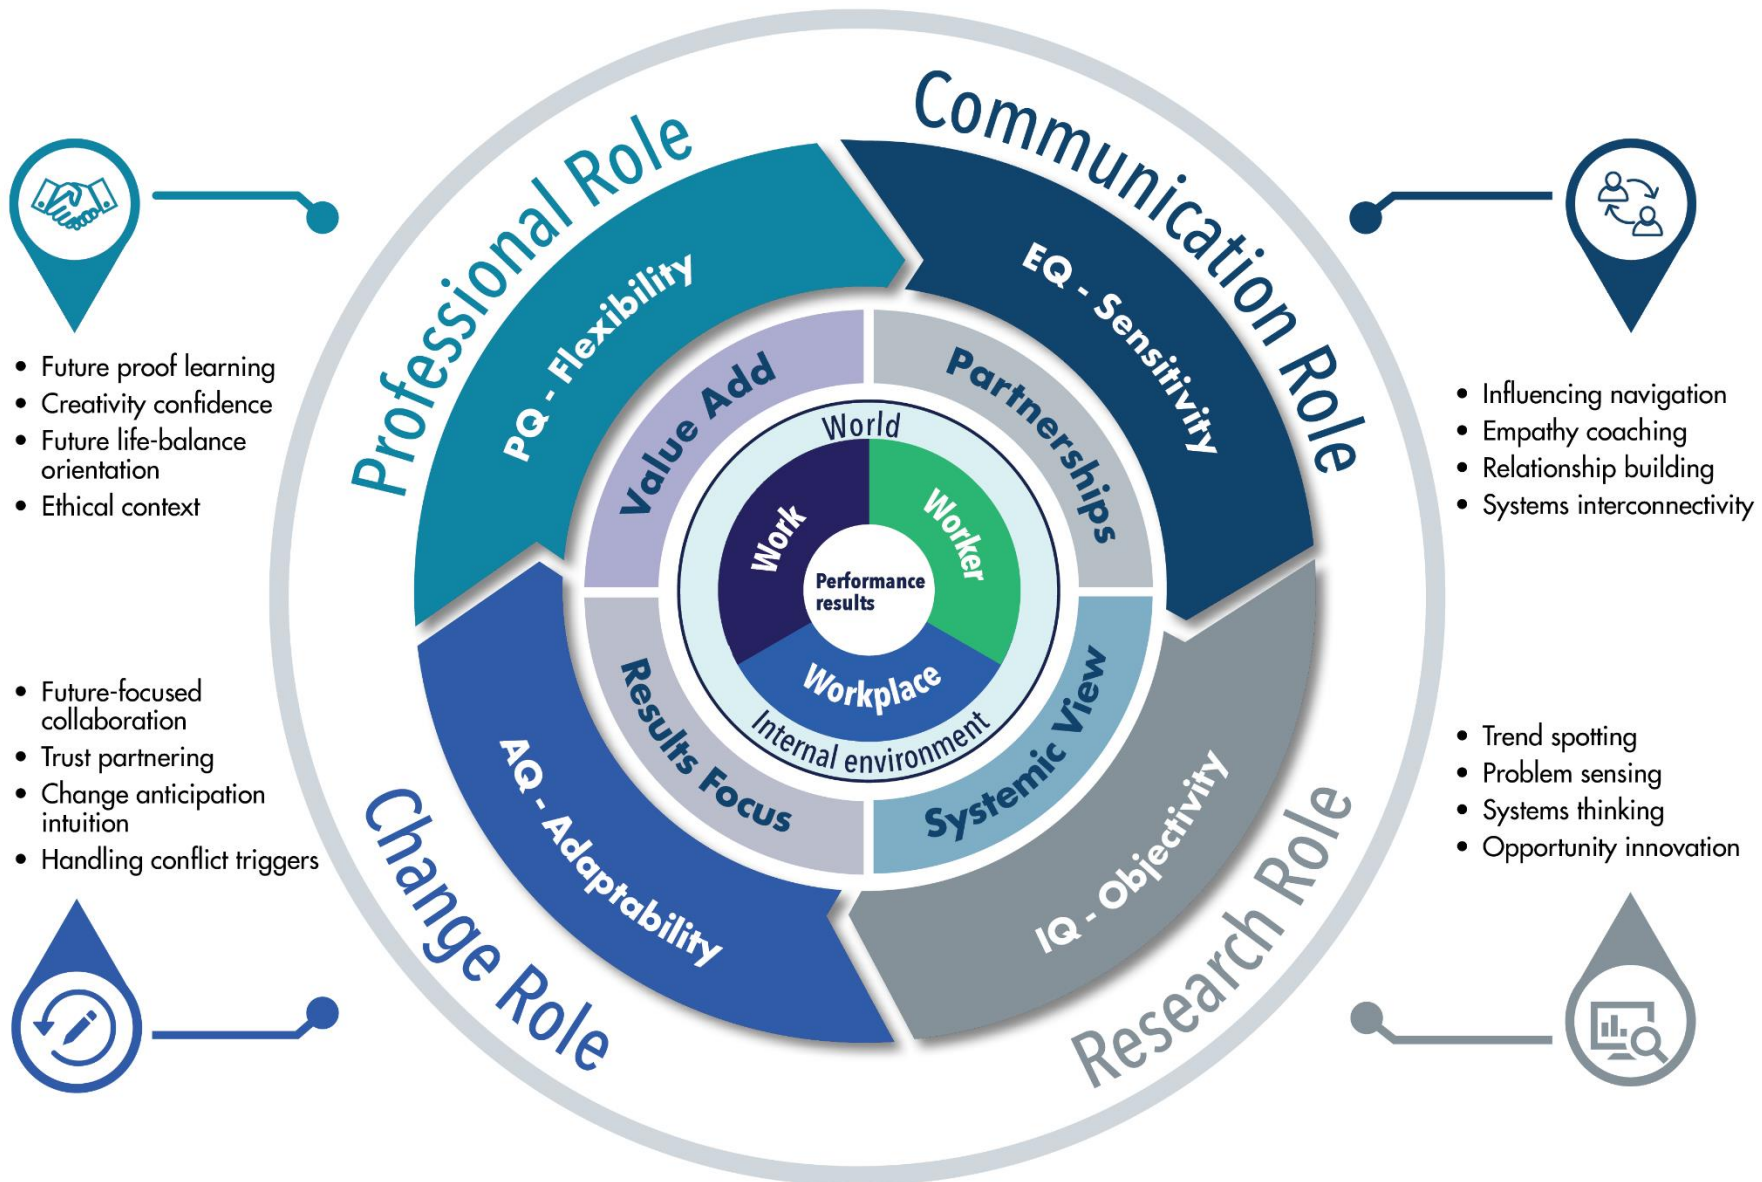 Professional Role
Communication Role
PQ - Flexibility
EQ - Sensitivity
• Future proof learning
• Creativity confidence
• Future life-balance
orientation
• Ethical context
• Influencing navigation
• Empathy coaching
• Relationship building
• Systems interconnectivity
Value Add
Partnerships
World
Work
Worker
Performance
results
Workplace
Internal environment
Results Focus
Systemic View
• Future-focused
collaboration
• Trust partnering
• Change anticipation
intuition
• Handling conflict triggers
• Trend spotting
• Problem sensing
• Systems thinking
• Opportunity innovation
AQ - Adaptability
IQ - Objectivity
Change Role
Research Role